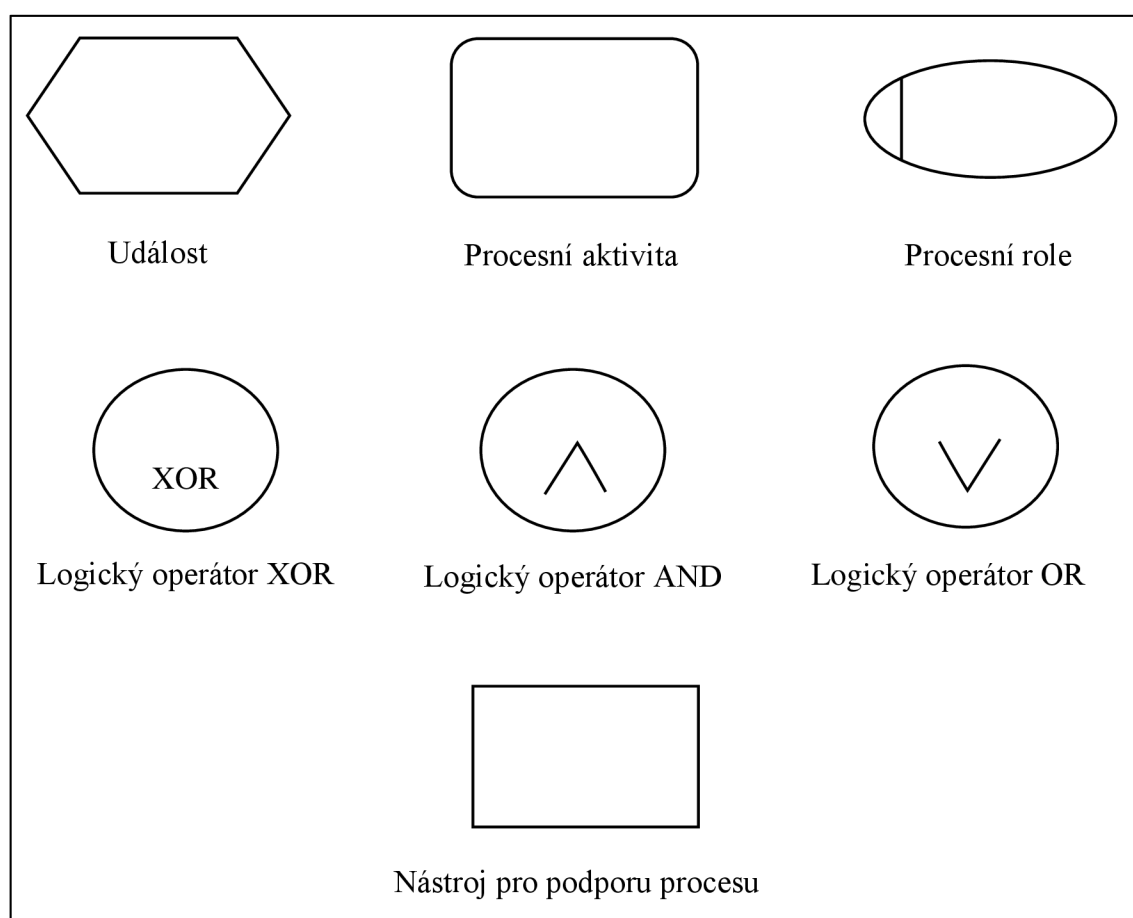 Událost
Procesní aktivita
Procesní role
XOR
Logický operátor XOR
Logický operátor AND
Logický operátor OR
Nástroj pro podporu procesu